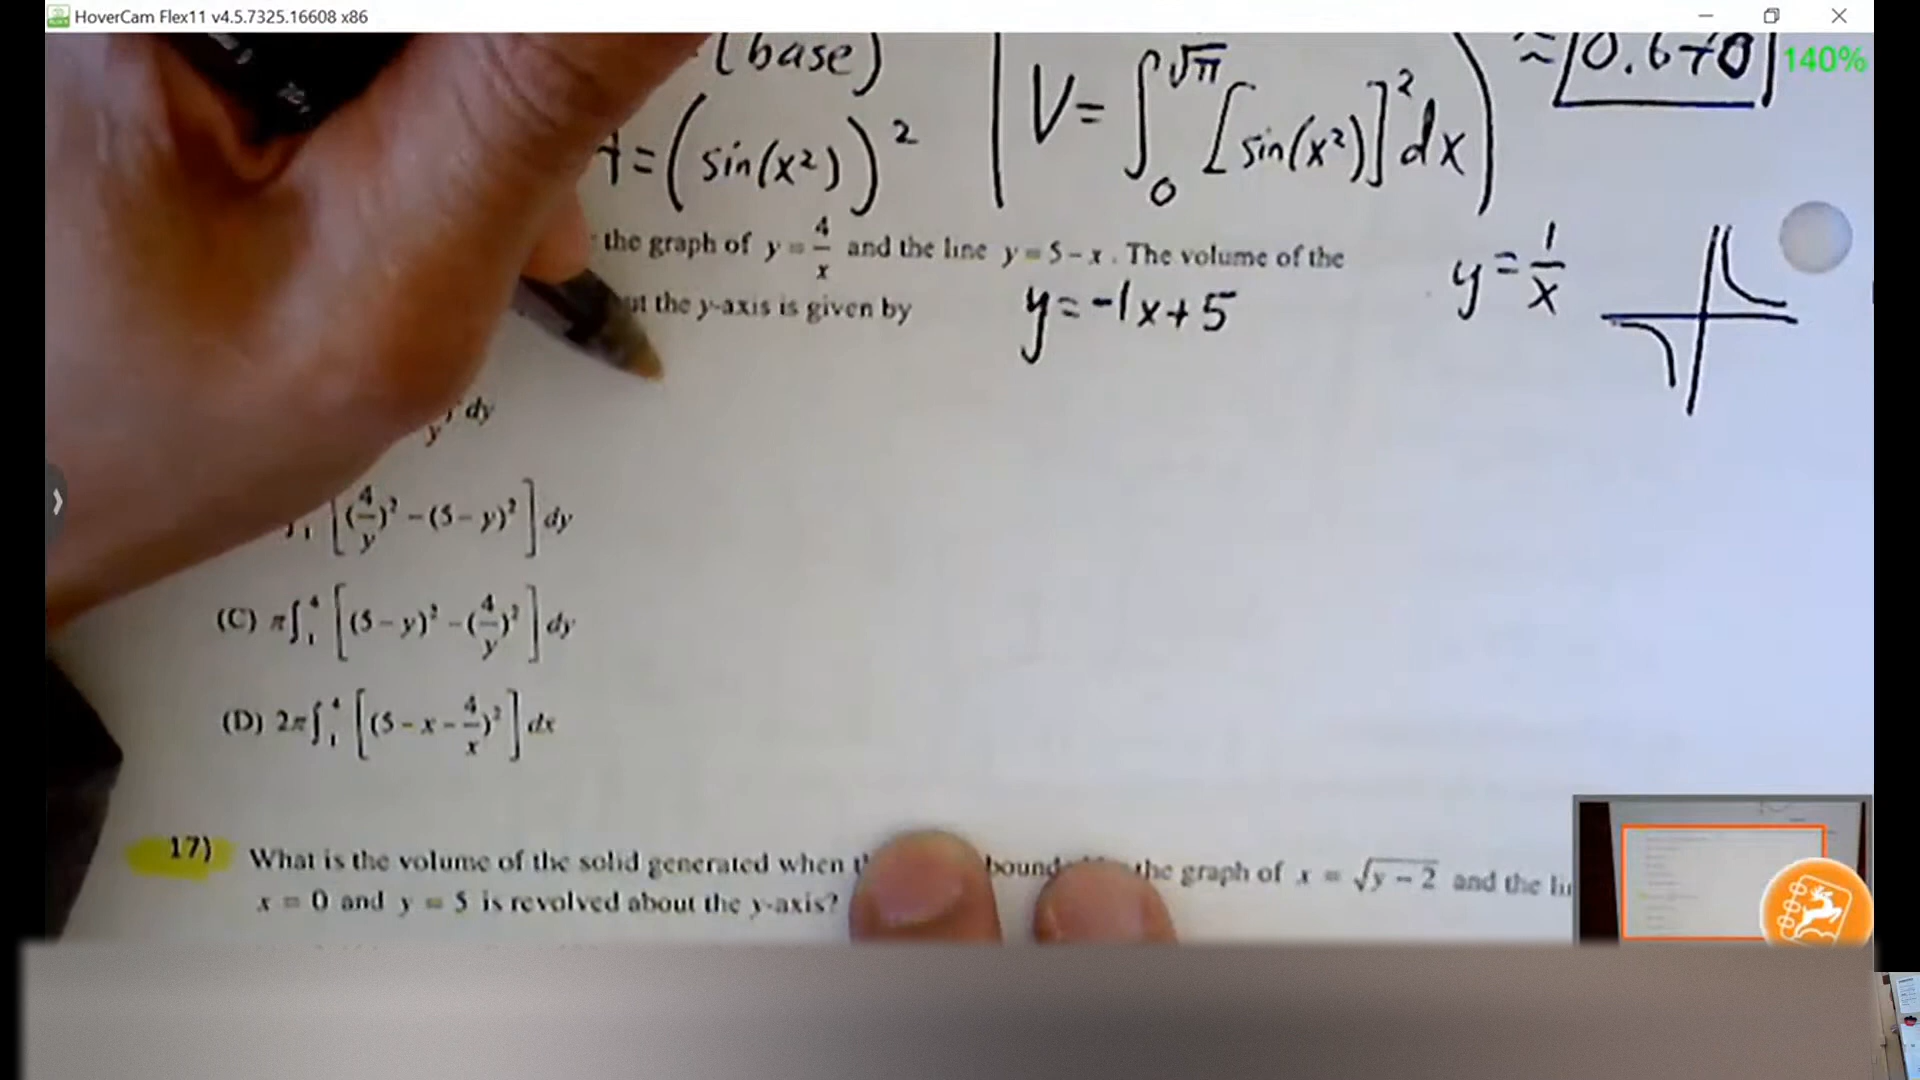 HoverCam Flex11 v4.5.7325.16608 x86
140%
(base)
= (sin(x²))²
V = ∫₀^√π [sin(x²)]² dx
≈ 0.670
the graph of y = 4/x and the line y = 5 - x. The volume of the
the y-axis is given by
y = -1x + 5
y = 1/x
y dy
[(4/y)² - (5 - y)²] dy
(C) π∫₁⁴ [(5 - y)² - (4/y)²] dy
(D) 2π∫₁⁴ [(5 - x - 4/x)²] dx
17) What is the volume of the solid generated when the graph of x = √y - 2 and the
x = 0 and y = 5 is revolved about the y-axis?